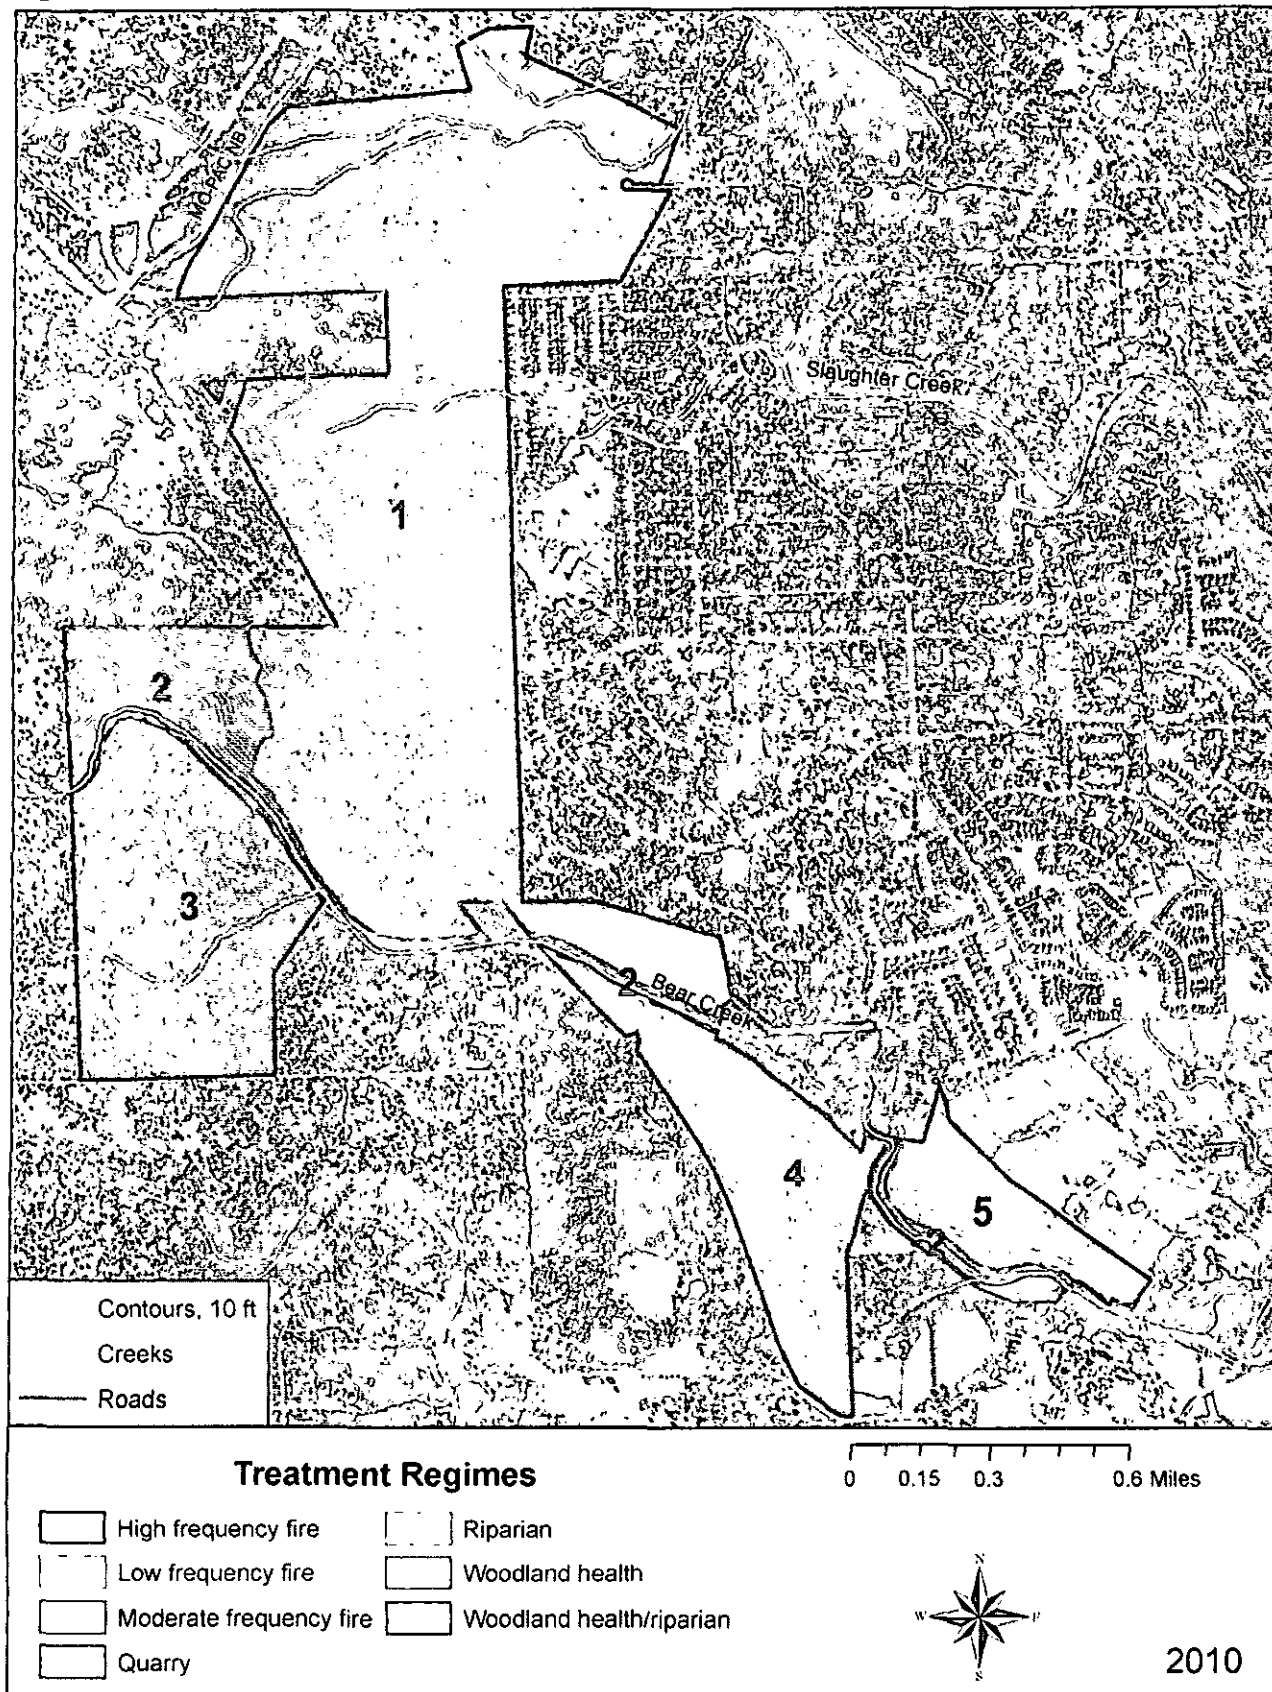 MOPAC NB
Slaughter Creek
1
2
3
2
Bear Creek
4
5
2
Contours, 10 ft
Creeks
Roads
Treatment Regimes
High frequency fire
Low frequency fire
Moderate frequency fire
Quarry
Riparian
Woodland health
Woodland health/riparian
0 0.15 0.3 0.6 Miles
N
W
S
2010